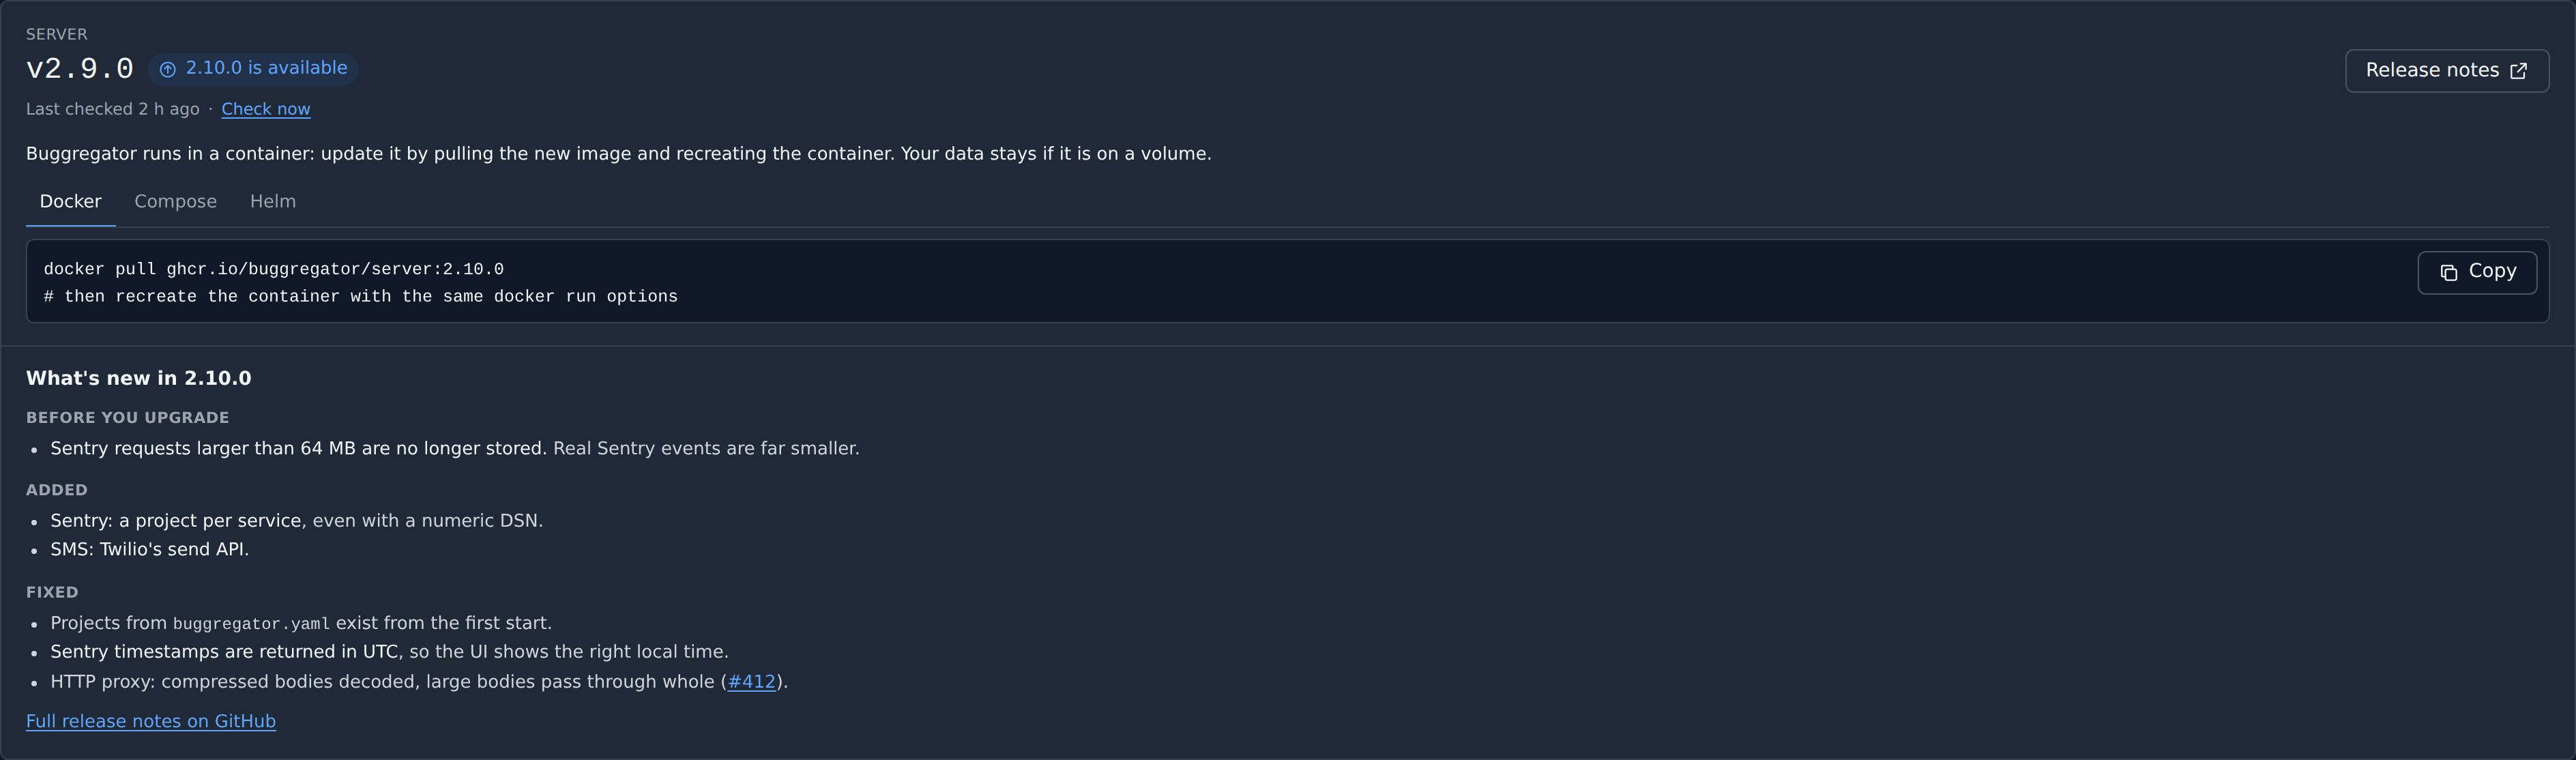 SERVER
v2.9.0 2.10.0 is available
Release notes
Last checked 2 h ago · Check now
Buggregator runs in a container: update it by pulling the new image and recreating the container. Your data stays if it is on a volume.
Docker Compose Helm
docker pull ghcr.io/buggregator/server:2.10.0
Copy
# then recreate the container with the same docker run options
What's new in 2.10.0
BEFORE YOU UPGRADE
• Sentry requests larger than 64 MB are no longer stored. Real Sentry events are far smaller.
ADDED
• Sentry: a project per service, even with a numeric DSN.
• SMS: Twilio's send API.
FIXED
• Projects from buggregator.yaml exist from the first start.
• Sentry timestamps are returned in UTC, so the UI shows the right local time.
• HTTP proxy: compressed bodies decoded, large bodies pass through whole (#412).
Full release notes on GitHub